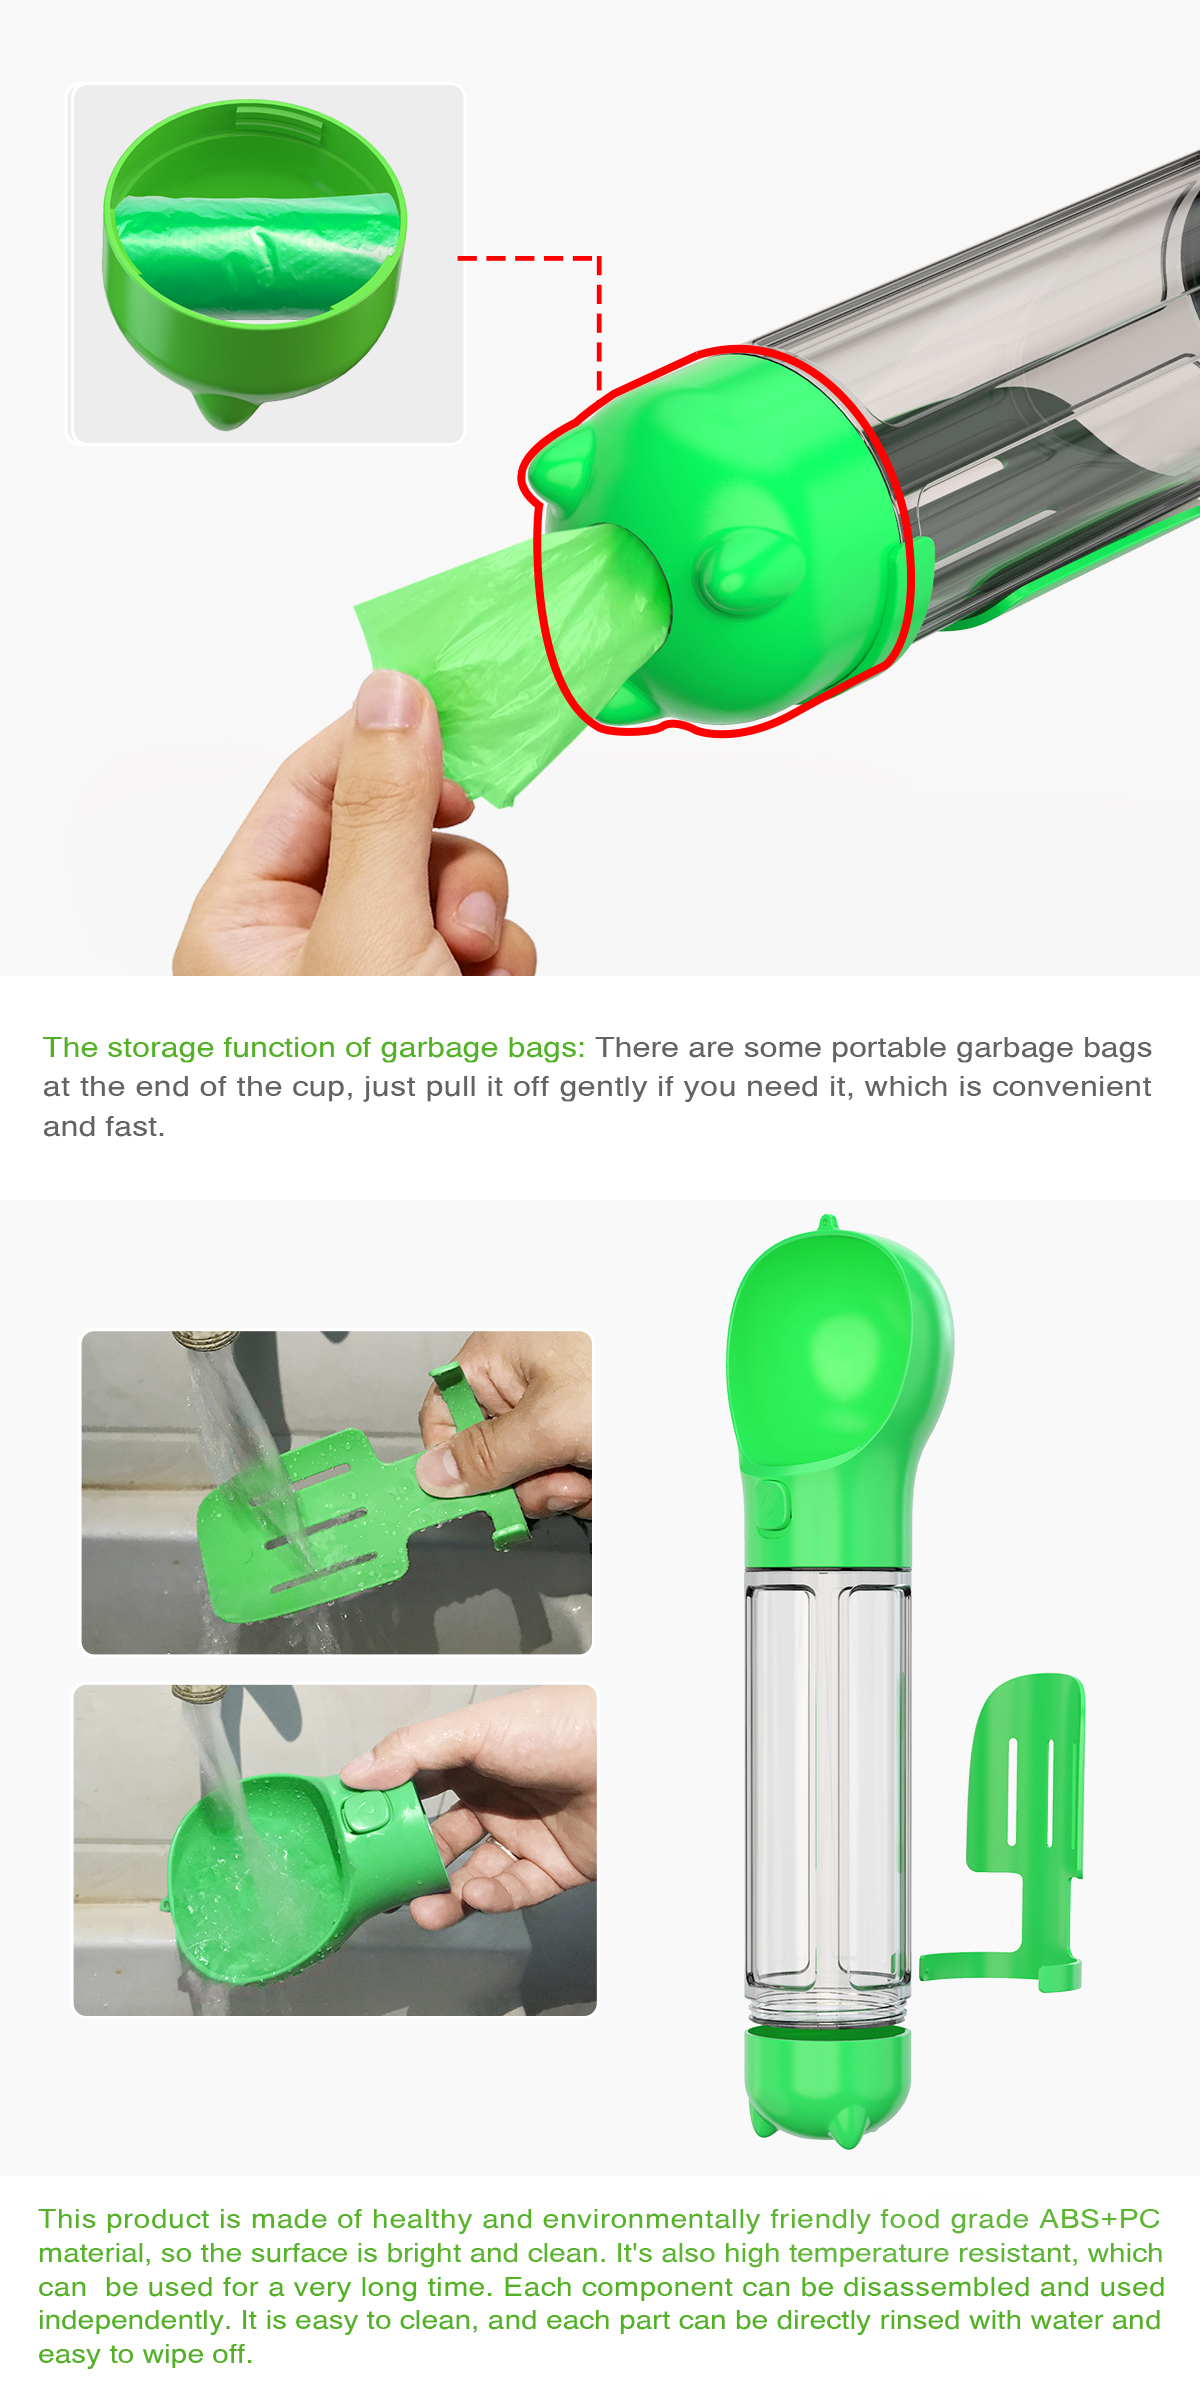 The storage function of garbage bags: There are some portable garbage bags
at the end of the cup, just pull it off gently if you need it, which is convenient
and fast.
This product is made of healthy and environmentally friendly food grade ABS+PC
material, so the surface is bright and clean. It's also high temperature resistant, which
can  be used for a very long time. Each component can be disassembled and used
independently. It is easy to clean, and each part can be directly rinsed with water and
easy to wipe off.